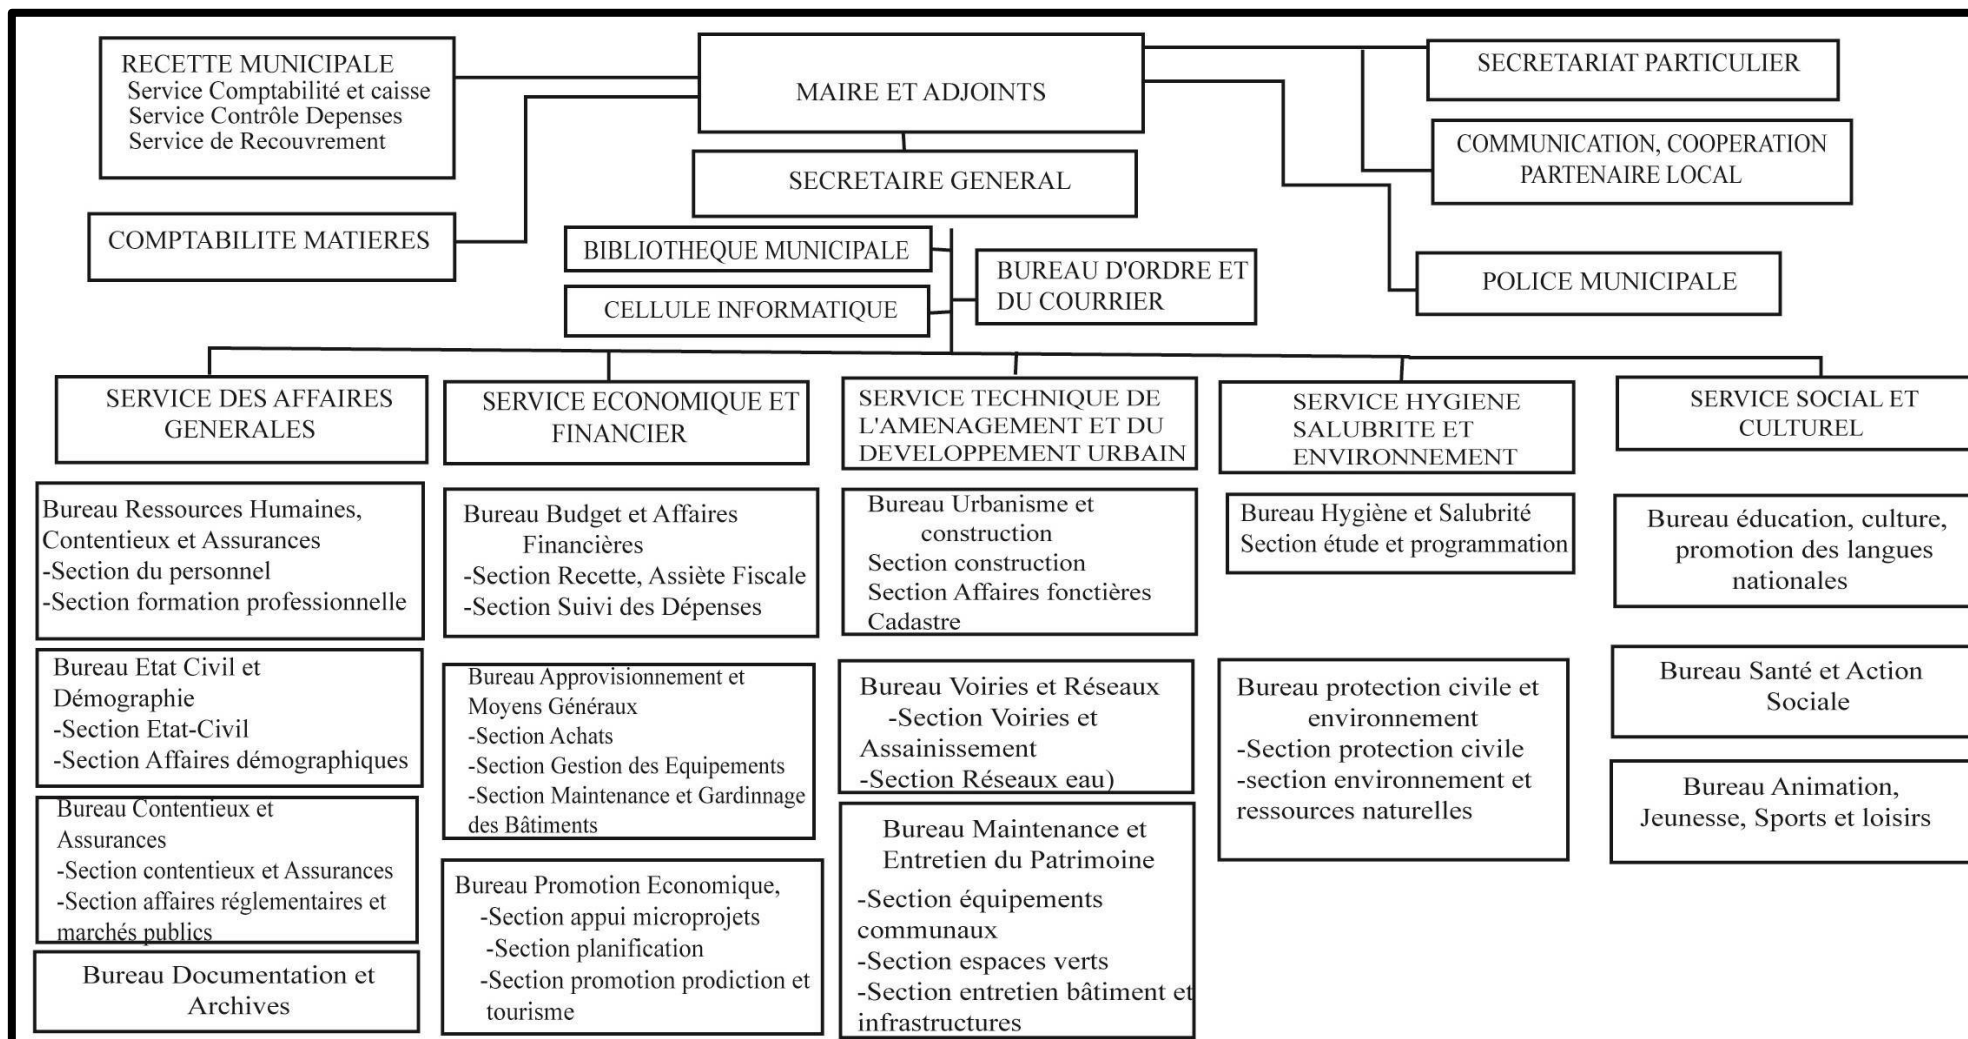 RECETTE MUNICIPALE
Service Comptabilité et caisse
Service Contrôle Depenses
Service de Recouvrement
MAIRE ET ADJOINTS
SECRETARIAT PARTICULIER
COMMUNICATION, COOPERATION
PARTENAIRE LOCAL
SECRETAIRE GENERAL
COMPTABILITE MATIERES
BIBLIOTHEQUE MUNICIPALE
BUREAU D'ORDRE ET
DU COURRIER
CELLULE INFORMATIQUE
POLICE MUNICIPALE
SERVICE DES AFFAIRES
GENERALES
SERVICE ECONOMIQUE ET
FINANCIER
SERVICE TECHNIQUE DE
L'AMENAGEMENT ET DU
DEVELOPPEMENT URBAIN
SERVICE HYGIENE
SALUBRITE ET
ENVIRONNEMENT
SERVICE SOCIAL ET
CULTUREL
Bureau Ressources Humaines,
Contentieux et Assurances
-Section du personnel
-Section formation professionnelle
Bureau Etat Civil et
Démographie
-Section Etat-Civil
-Section Affaires démographiques
Bureau Contentieux et
Assurances
-Section contentieux et Assurances
-Section affaires réglementaires et
marchés publics
Bureau Documentation et
Archives
Bureau Budget et Affaires
Financières
-Section Recette, Assiète Fiscale
-Section Suivi des Dépenses
Bureau Approvisionnement et
Moyens Généraux
-Section Achats
-Section Gestion des Equipements
-Section Maintenance et Gardinnage
des Bâtiments
Bureau Promotion Economique,
-Section appui microprojets
-Section planification
-Section promotion prodiction et
tourisme
Bureau Urbanisme et
construction
Section construction
Section Affaires fonctières
Cadastre
Bureau Voiries et Réseaux
-Section Voiries et
Assainissement
-Section Réseaux eau)
Bureau Maintenance et
Entretien du Patrimoine
-Section équipements
communaux
-Section espaces verts
-Section entretien bâtiment et
infrastructures
Bureau Hygiène et Salubrité
Section étude et programmation
Bureau protection civile et
environnement
-Section protection civile
-section environnement et
ressources naturelles
Bureau éducation, culture,
promotion des langues
nationales
Bureau Santé et Action
Sociale
Bureau Animation,
Jeunesse, Sports et loisirs